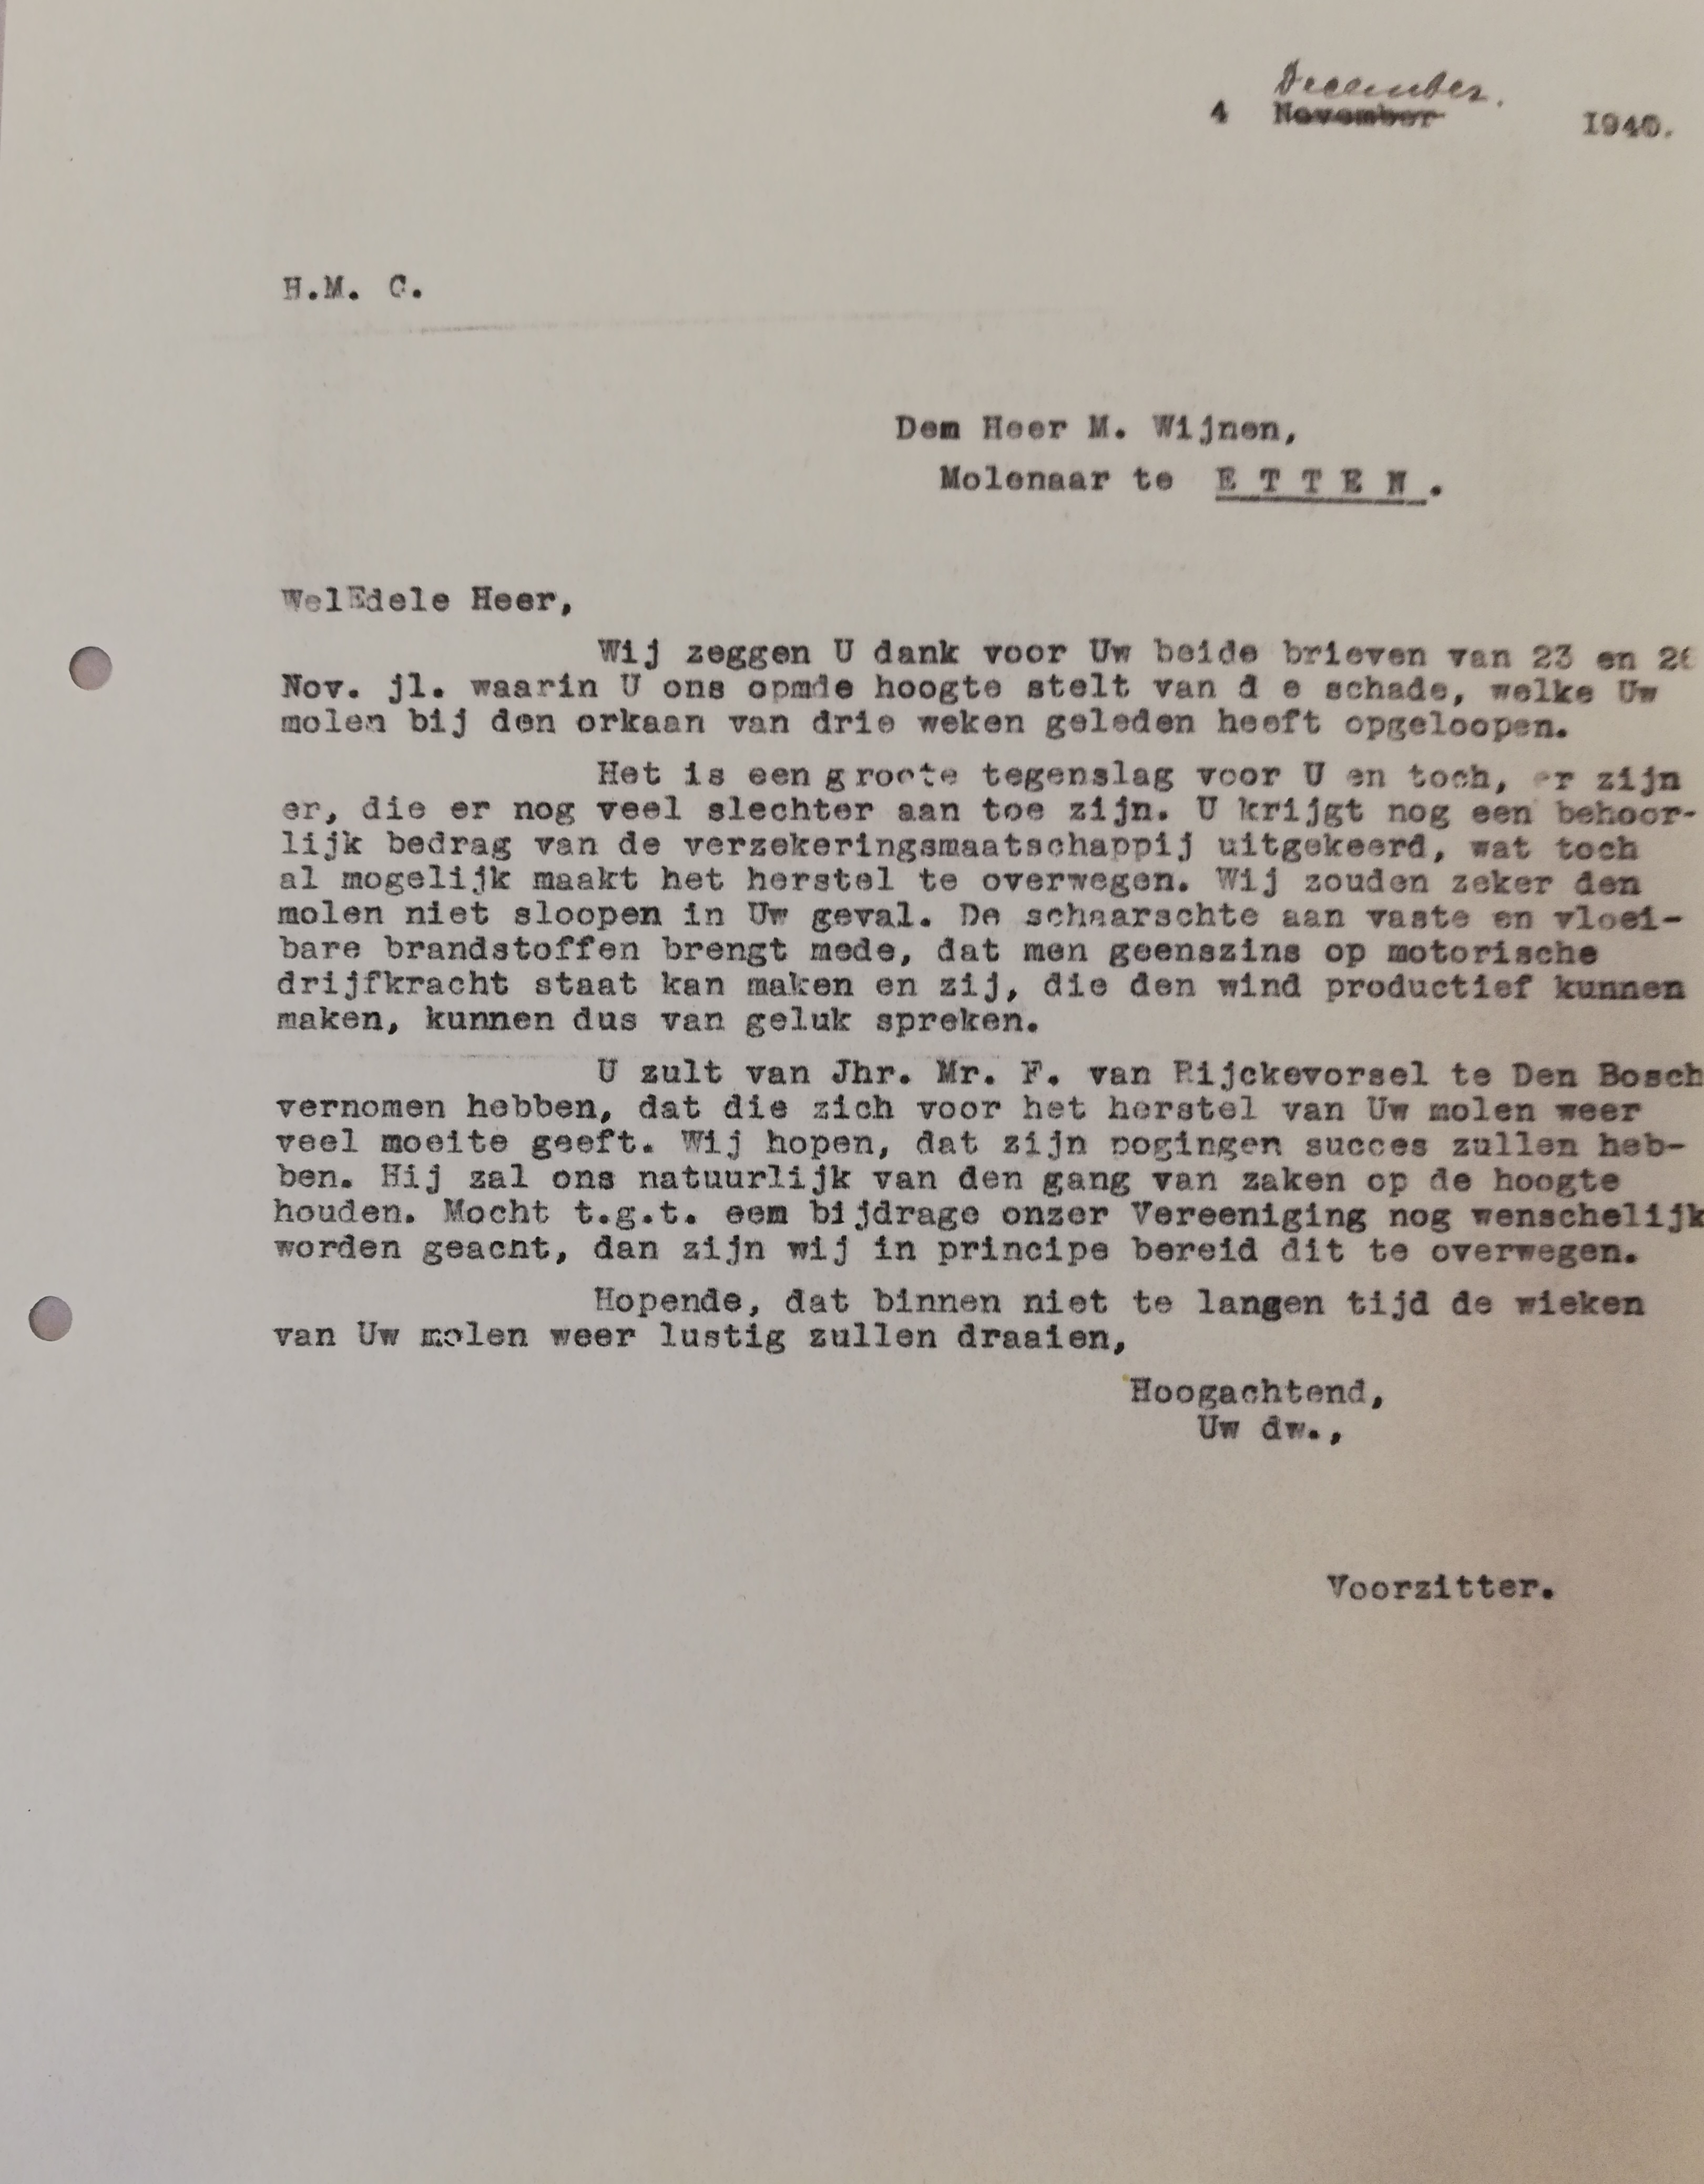 December.
4 November 1940.
H.M. C.
Dem Heer M. Wijnen,
Molenaar te E T T E N .
WelEdele Heer,
Wij zeggen U dank voor Uw beide brieven van 23 en
Nov. jl. waarin U ons opmde hoogte stelt van d e schade, welke Uw
molen bij den orkaan van drie weken geleden heeft opgeloopen.
Het is een groote tegenslag voor U en toch, er zijn
er, die er nog veel slechter aan toe zijn. U krijgt nog een behoor-
lijk bedrag van de verzekeringsmaatschappij uitgekeerd, wat toch
al mogelijk maakt het herstel te overwegen. Wij zouden zeker den
molen niet sloopen in Uw geval. De schaarschte aan vaste en vloei-
bare brandstoffen brengt mede, dat men geenszins op motorische
drijfkracht staat kan maken en zij, die den wind productief kunnen
maken, kunnen dus van geluk spreken.
U zult van Jhr. Mr. F. van Rijckevorsel te Den Bosch
vernomen hebben, dat die zich voor het herstel van Uw molen weer
veel moeite geeft. Wij hopen, dat zijn pogingen succes zullen heb-
ben. Hij zal ons natuurlijk van den gang van zaken op de hoogte
houden. Mocht t.g.t. eem bijdrage onzer Vereeniging nog wenschelijk
worden geacht, dan zijn wij in principe bereid dit te overwegen.
Hopende, dat binnen niet te langen tijd de wieken
van Uw molen weer lustig zullen draaien,
Hoogachtend,
Uw dw.,
Voorzitter.